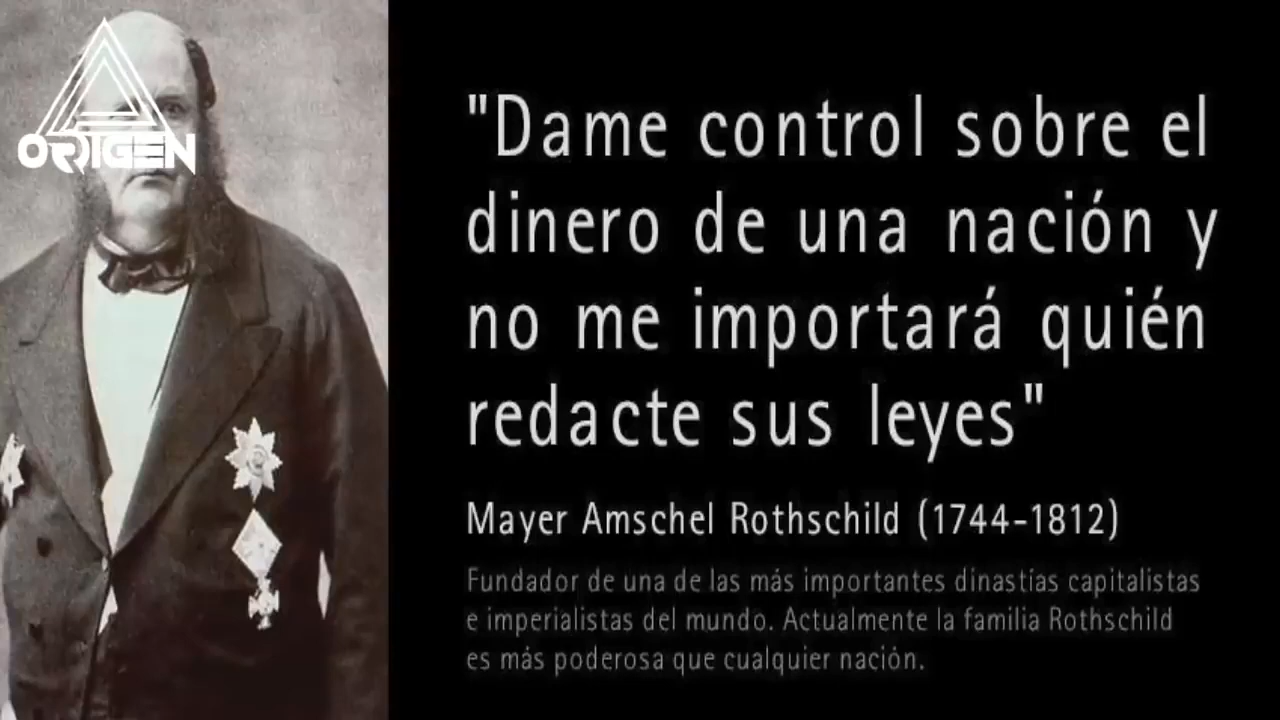 ORIGEN
"Dame control sobre el
dinero de una nación y
no me importará quién
redacte sus leyes"
Mayer Amschel Rothschild (1744-1812)
Fundador de una de las más importantes dinastías capitalistas
e imperialistas del mundo. Actualmente la familia Rothschild
es más poderosa que cualquier nación.